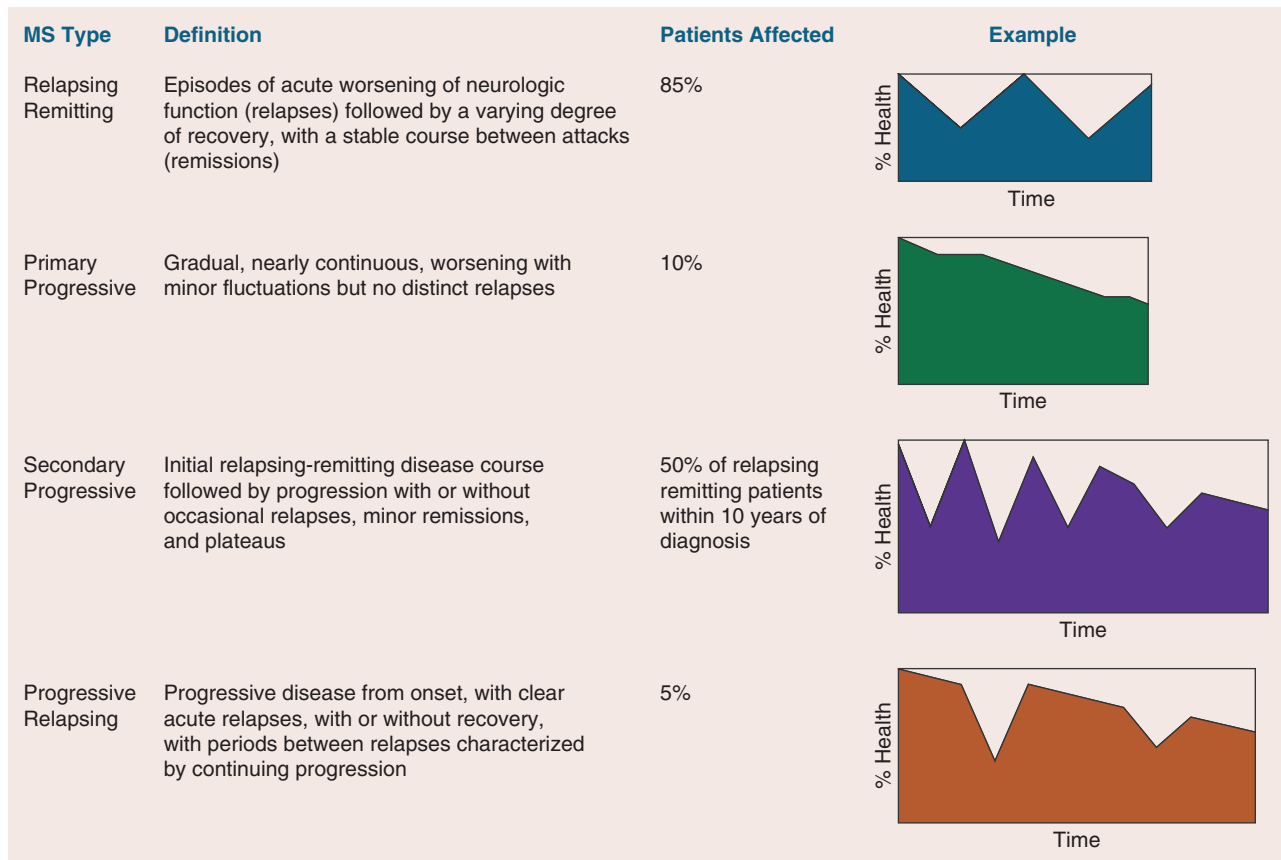 MS Type Definition Patients Affected Example
Relapsing
Remitting
Episodes of acute worsening of neurologic
function (relapses) followed by a varying degree
of recovery, with a stable course between attacks
(remissions)
85%
% Health
Time
Primary
Progressive
Gradual, nearly continuous, worsening with
minor fluctuations but no distinct relapses
10%
% Health
Time
Secondary
Progressive
Initial relapsing-remitting disease course
followed by progression with or without
occasional relapses, minor remissions,
and plateaus
50% of relapsing
remitting patients
within 10 years of
diagnosis
% Health
Time
Progressive
Relapsing
Progressive disease from onset, with clear
acute relapses, with or without recovery,
with periods between relapses characterized
by continuing progression
5%
% Health
Time